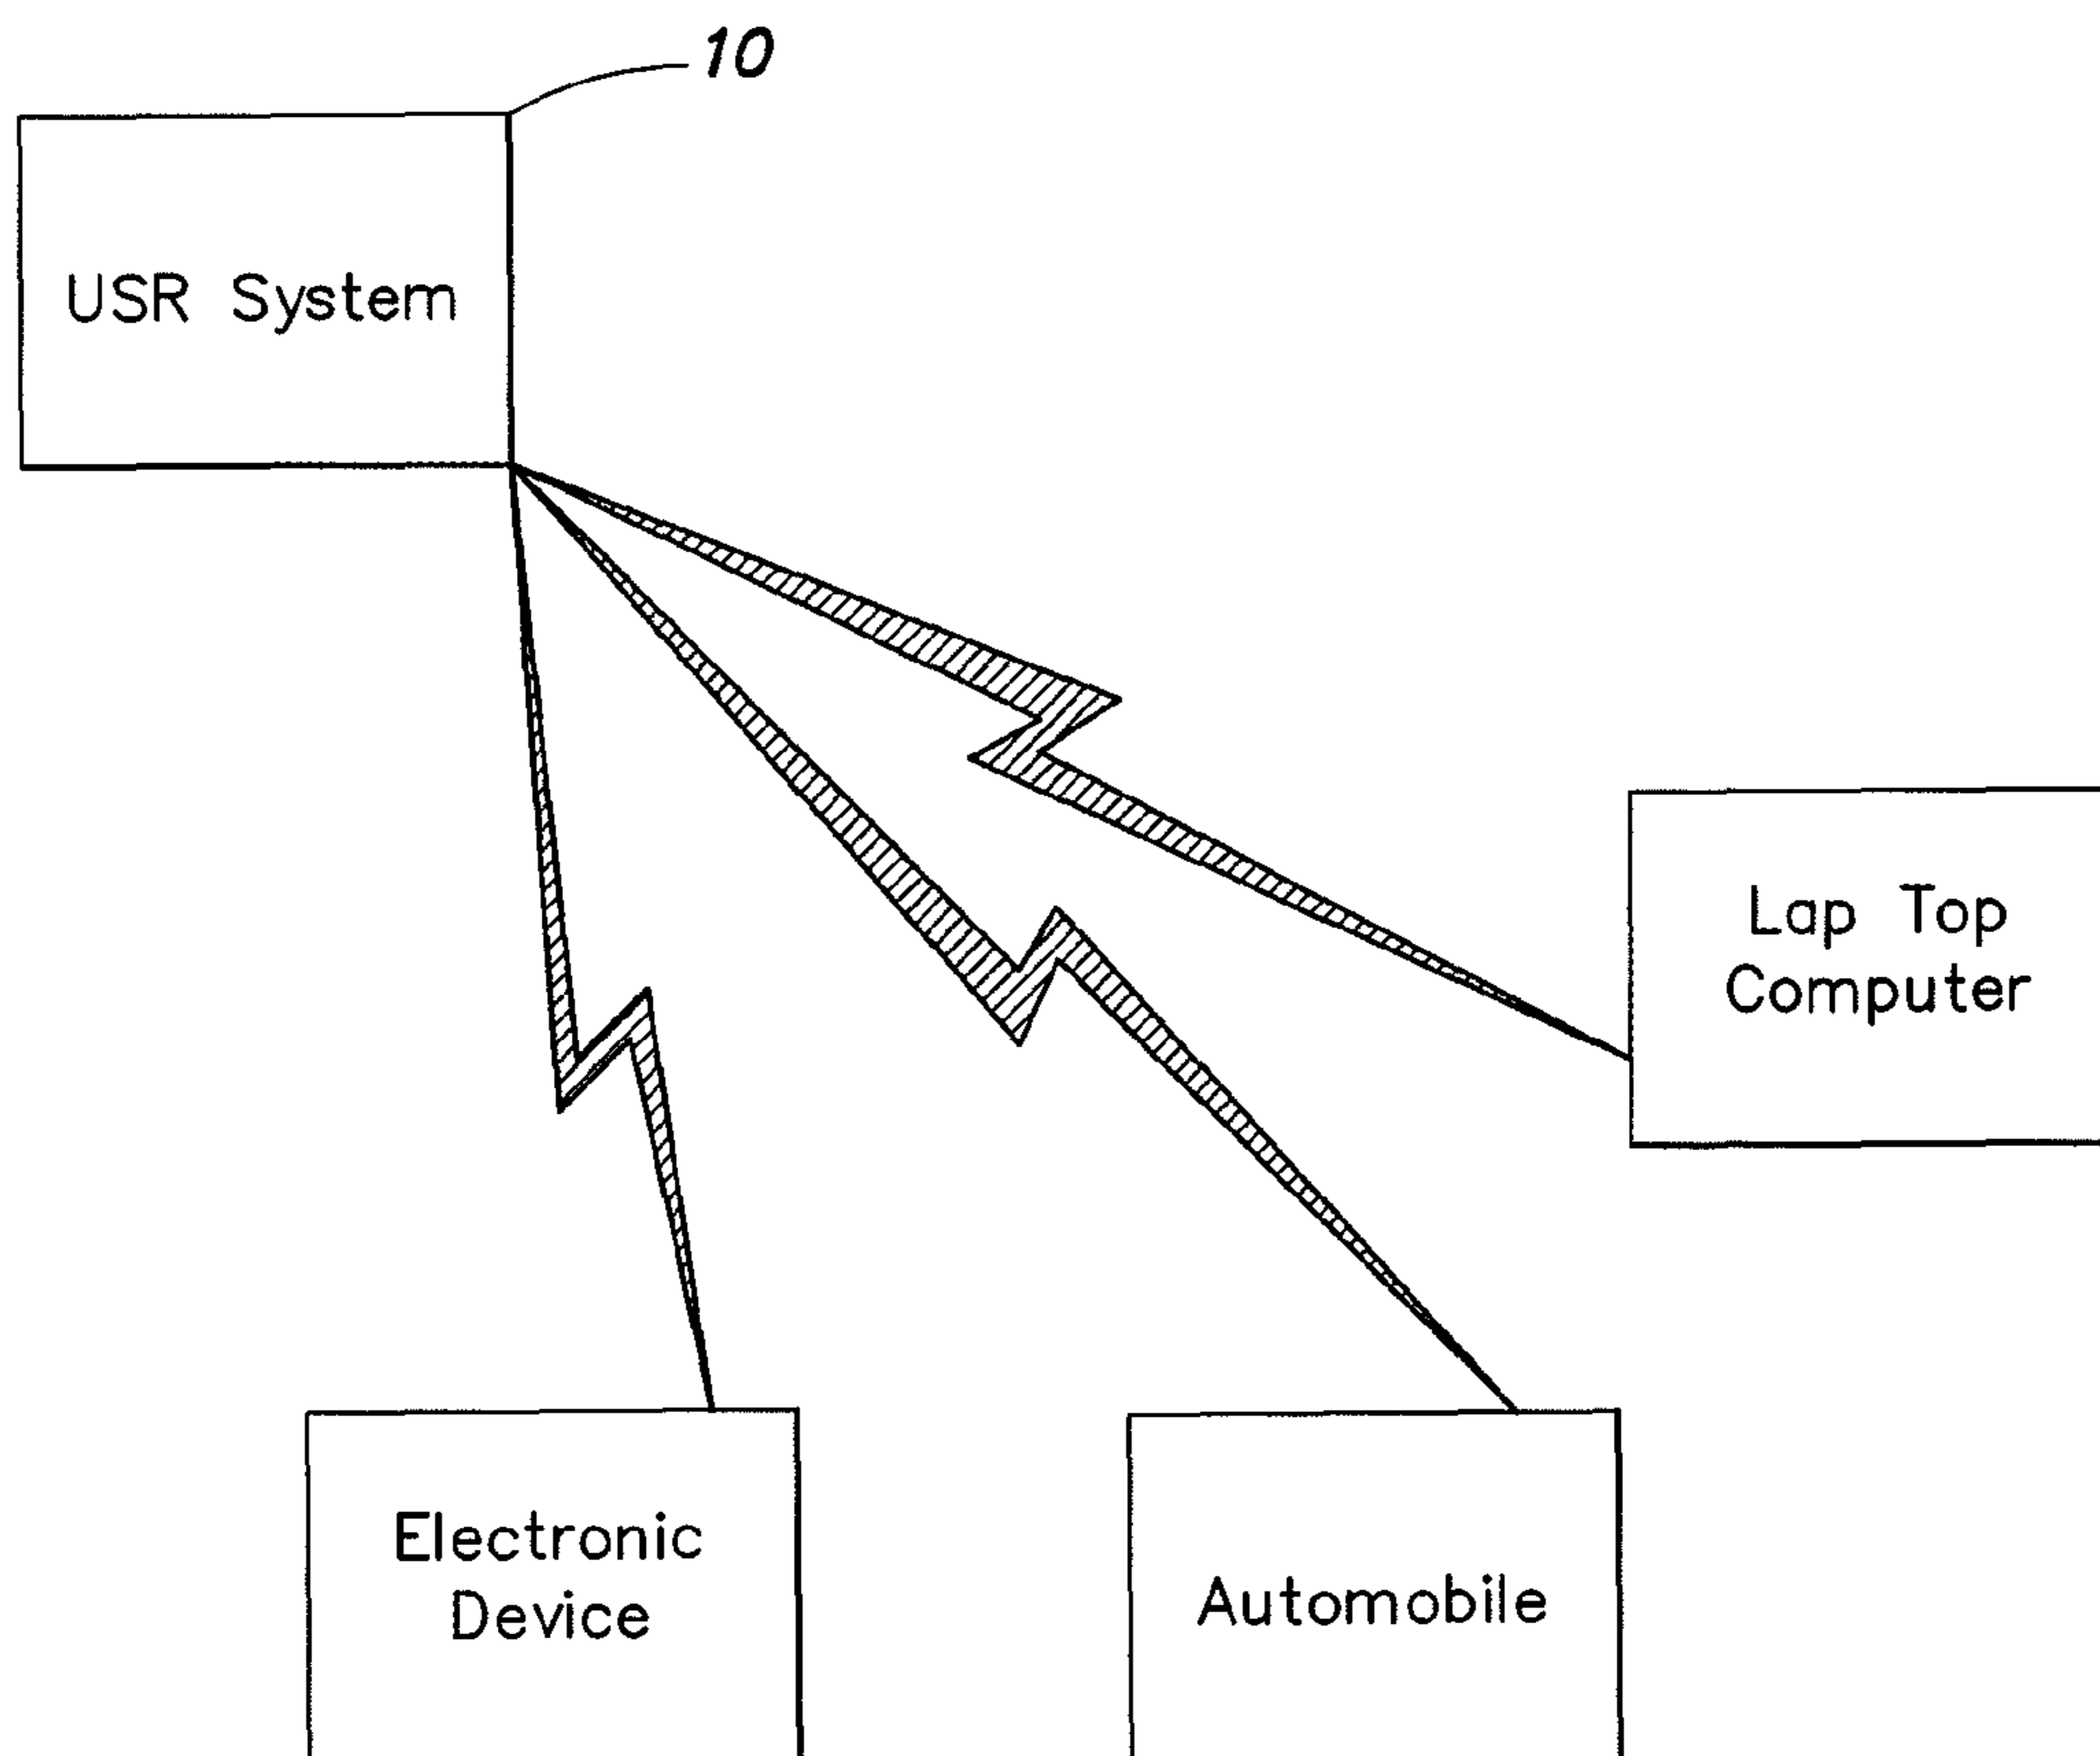 10
USR System
Lap Top
Computer
Electronic
Device
Automobile